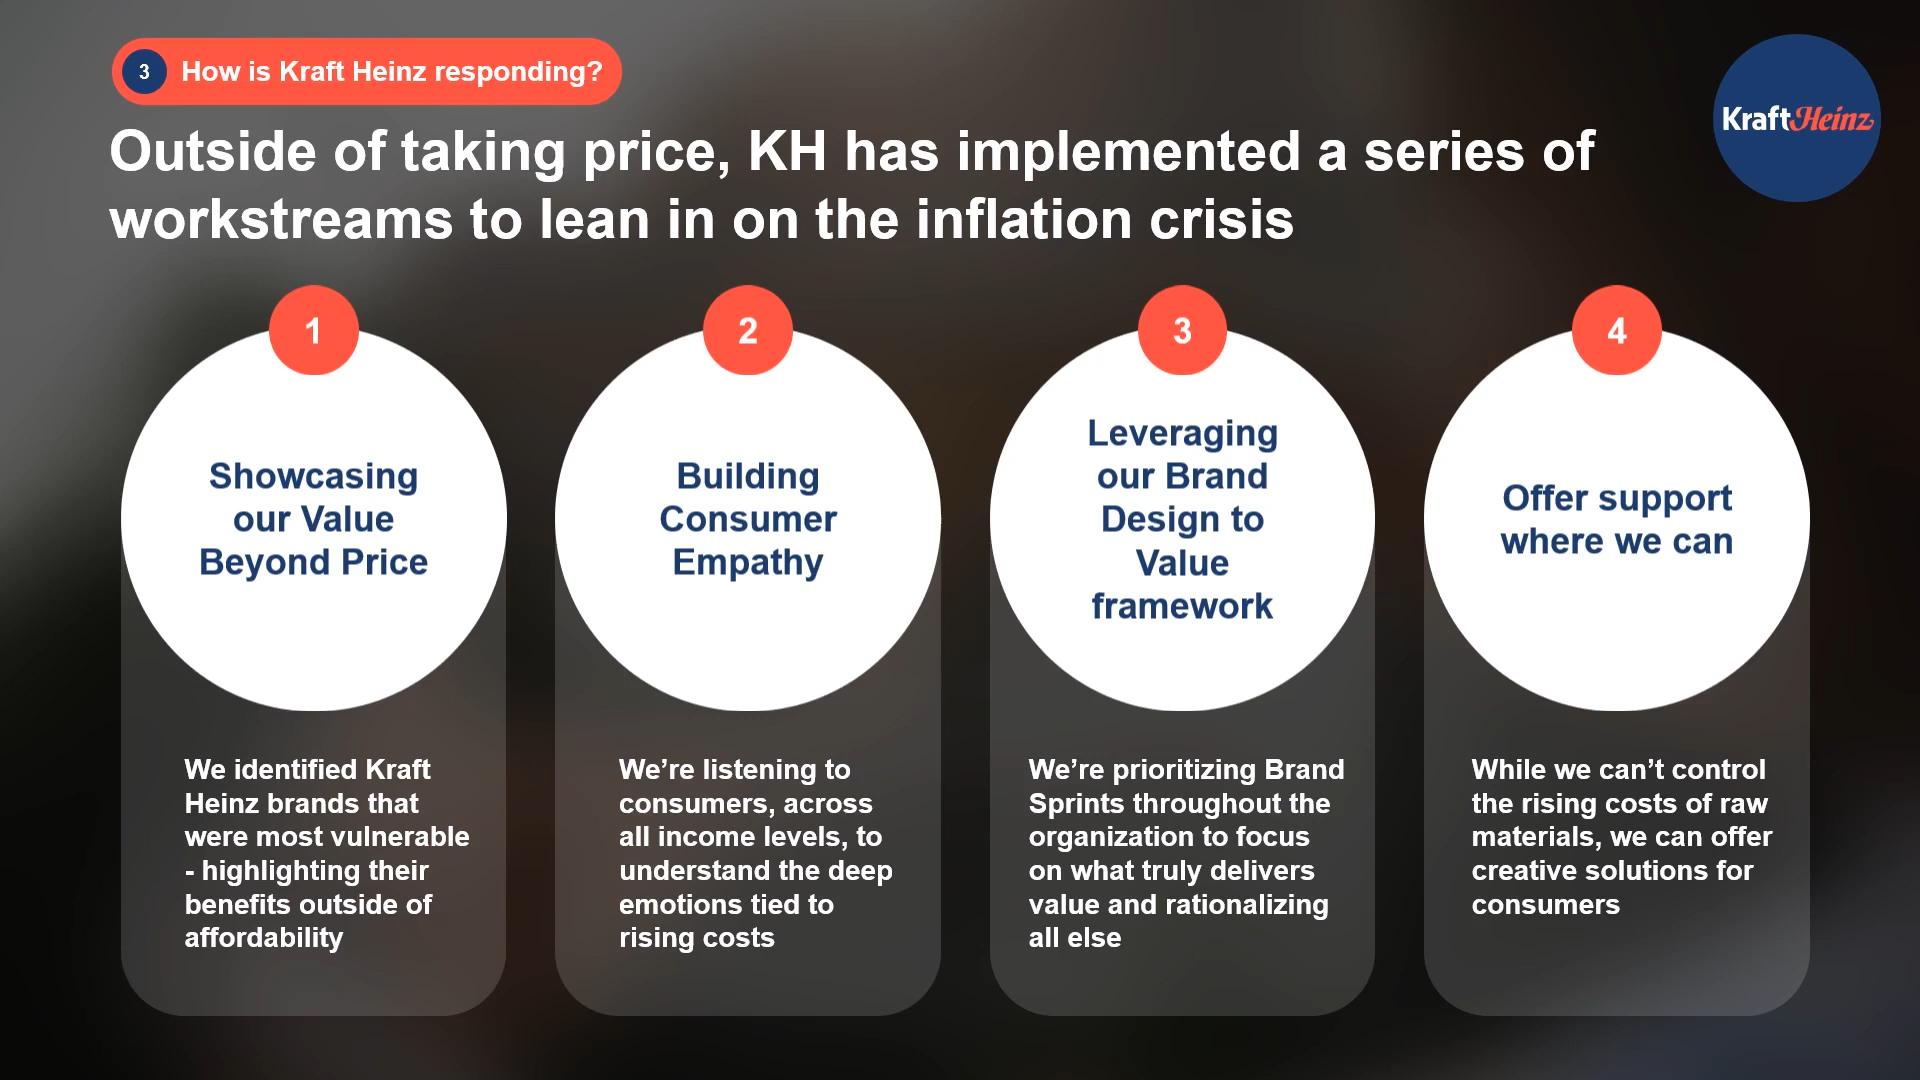 3
How is Kraft Heinz responding?
KraftHeinz
Outside of taking price, KH has implemented a series of
workstreams to lean in on the inflation crisis
1
Showcasing
our Value
Beyond Price
We identified Kraft
Heinz brands that
were most vulnerable
- highlighting their
benefits outside of
affordability
2
Building
Consumer
Empathy
We’re listening to
consumers, across
all income levels, to
understand the deep
emotions tied to
rising costs
3
Leveraging
our Brand
Design to
Value
framework
We’re prioritizing Brand
Sprints throughout the
organization to focus
on what truly delivers
value and rationalizing
all else
4
Offer support
where we can
While we can’t control
the rising costs of raw
materials, we can offer
creative solutions for
consumers